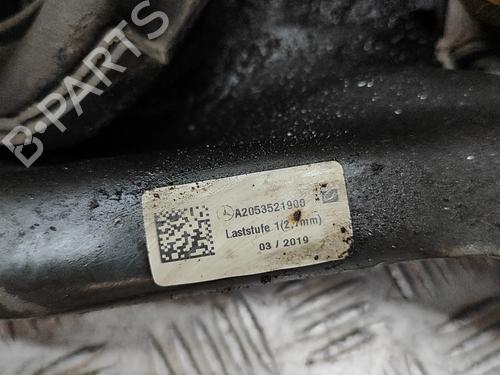 B-PARTS
A2053521900
Laststufe 1(2,7mm)
03 / 2019